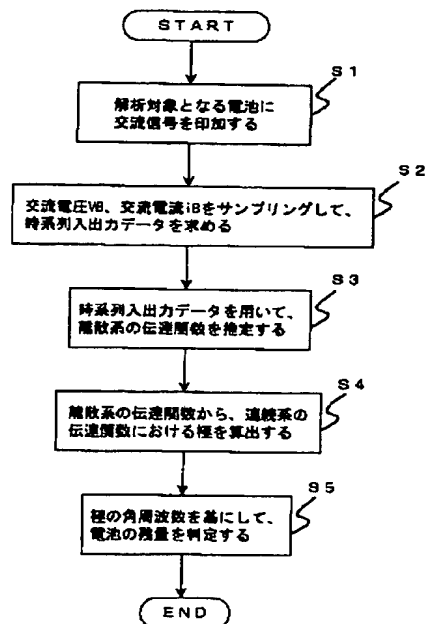 START
S1
解析対象となる電池に
交流信号を印加する
S2
交流電圧VB、交流電流iBをサンプリングして、
時系列入出力データを求める
S3
時系列入出力データを用いて、
離散系の伝達関数を推定する
S4
離散系の伝達関数から、連続系の
伝達関数における極を算出する
S5
極の角周波数を基にして、
電池の残量を判定する
END